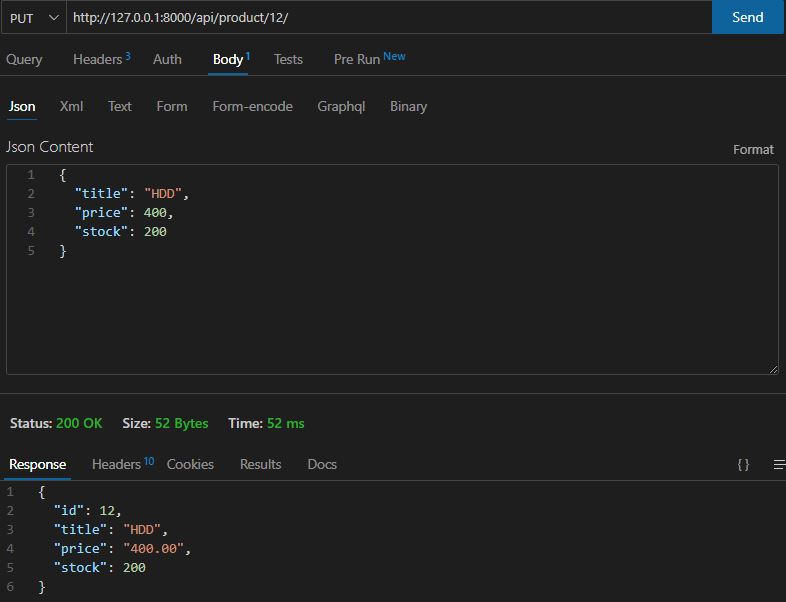 PUT http://127.0.0.1:8000/api/product/12/ Send
Query Headers 3 Auth Body 1 Tests Pre Run New
Json Xml Text Form Form-encode Graphql Binary
Json Content
Format
1 {
2 "title": "HDD",
3 "price": 400,
4 "stock": 200
5 }
Status: 200 OK Size: 52 Bytes Time: 52 ms
Response Headers 10 Cookies Results Docs { }
1 {
2 "id": 12,
3 "title": "HDD",
4 "price": "400.00",
5 "stock": 200
6 }